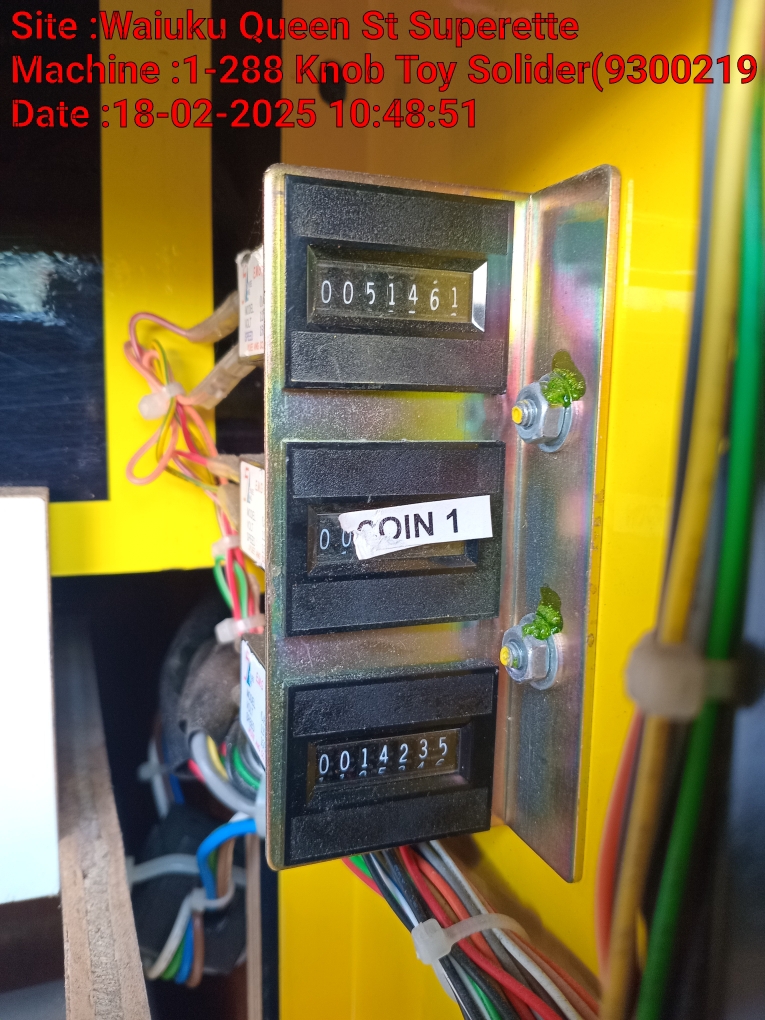 Site :Waiuku Queen St Superette
Machine :1-288 Knob Toy Solider(9300219
Date :18-02-2025 10:48:51
0051461
00
COIN 1
0014235